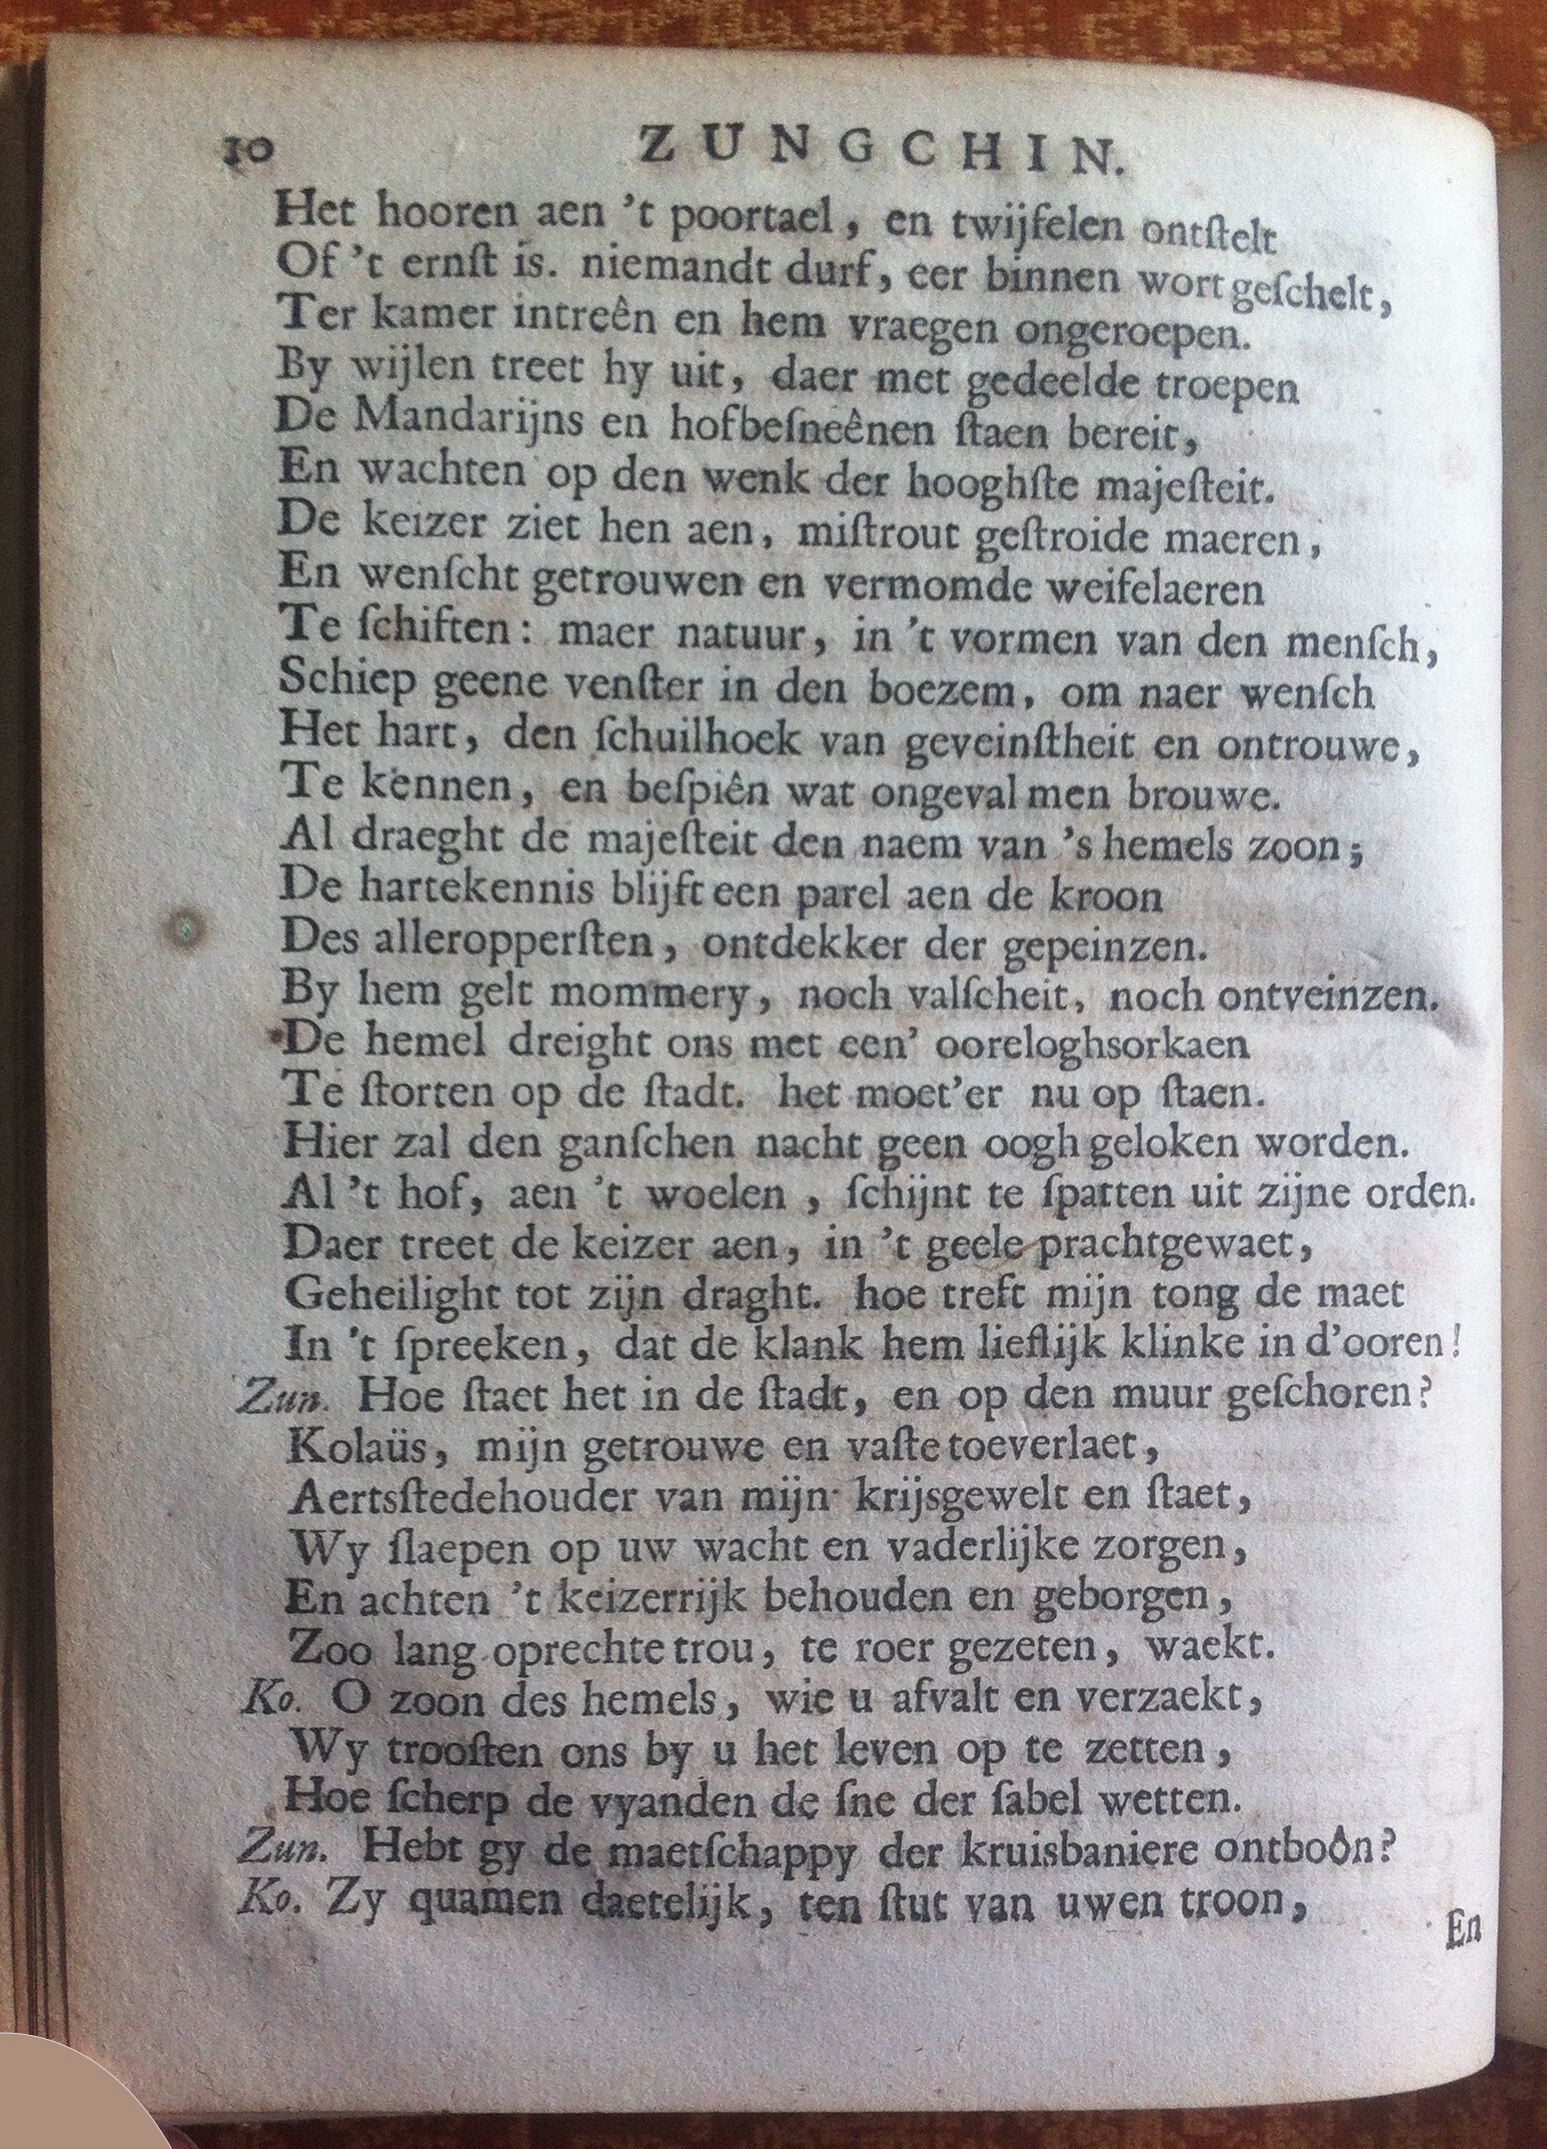 10 ZUNGCHIN.
Het hooren aen 't poortael, en twijfelen ontſtelt
Of 't ernſt is. niemandt durf, eer binnen wort geſchelt,
Ter kamer intreên en hem vraegen ongeroepen.
By wijlen treet hy uit, daer met gedeelde troepen
De Mandarijns en hofbeſneênen ſtaen bereit,
En wachten op den wenk der hooghſte majeſteit.
De keizer ziet hen aen, miſtrout geſtroide maeren,
En wenſcht getrouwen en vermomde weifelaeren
Te ſchiften: maer natuur, in 't vormen van den menſch,
Schiep geene venſter in den boezem, om naer wenſch
Het hart, den ſchuilhoek van geveinſtheit en ontrouwe,
Te kennen, en beſpiên wat ongeval men brouwe.
Al draeght de majeſteit den naem van 's hemels zoon;
De hartekennis blijft een parel aen de kroon
Des alleropperſten, ontdekker der gepeinzen.
By hem gelt mommery, noch valſcheit, noch ontveinzen.
De hemel dreight ons met een' ooreloghsorkaen
Te ſtorten op de ſtadt. het moet'er nu op ſtaen.
Hier zal den ganſchen nacht geen oogh geloken worden.
Al 't hof, aen 't woelen, ſchijnt te ſpatten uit zijne orden.
Daer treet de keizer aen, in 't geele prachtgewaet,
Geheilight tot zijn draght. hoe treft mijn tong de maet
In 't ſpreeken, dat de klank hem lieflijk klinke in d'ooren!
Zun. Hoe ſtaet het in de ſtadt, en op den muur geſchoren?
Kolaüs, mijn getrouwe en vaſte toeverlaet,
Aertsſtedehouder van mijn krijsgewelt en ſtaet,
Wy ſlaepen op uw wacht en vaderlijke zorgen,
En achten 't keizerrijk behouden en geborgen,
Zoo lang oprechte trou, te roer gezeten, waekt.
Ko. O zoon des hemels, wie u afvalt en verzaekt,
Wy trooſten ons by u het leven op te zetten,
Hoe ſcherp de vyanden de ſne der ſabel wetten.
Zun. Hebt gy de maetſchappy der kruisbaniere ontboôn?
Ko. Zy quamen daetelijk, ten ſtut van uwen troon,
En